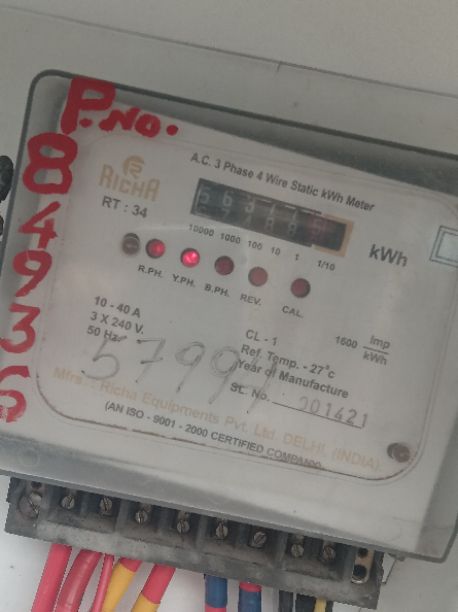 P.NO.
84936
RICHA
RT : 34
A.C. 3 Phase 4 Wire Static kWh Meter
10000 1000 100 10 1 1/10
kWh
R.PH. Y.PH. B.PH. REV. CAL.
10 - 40 A
3 X 240 V.
50 Hz.
CL - 1
Ref. Temp. - 27°c
Year of Manufacture
SL. No. 201421
1600 Imp
kWh
Mfrs.: Richa Equipments Pvt. Ltd. DELHI, (INDIA)
(AN ISO - 9001 - 2000 CERTIFIED COMPANY)